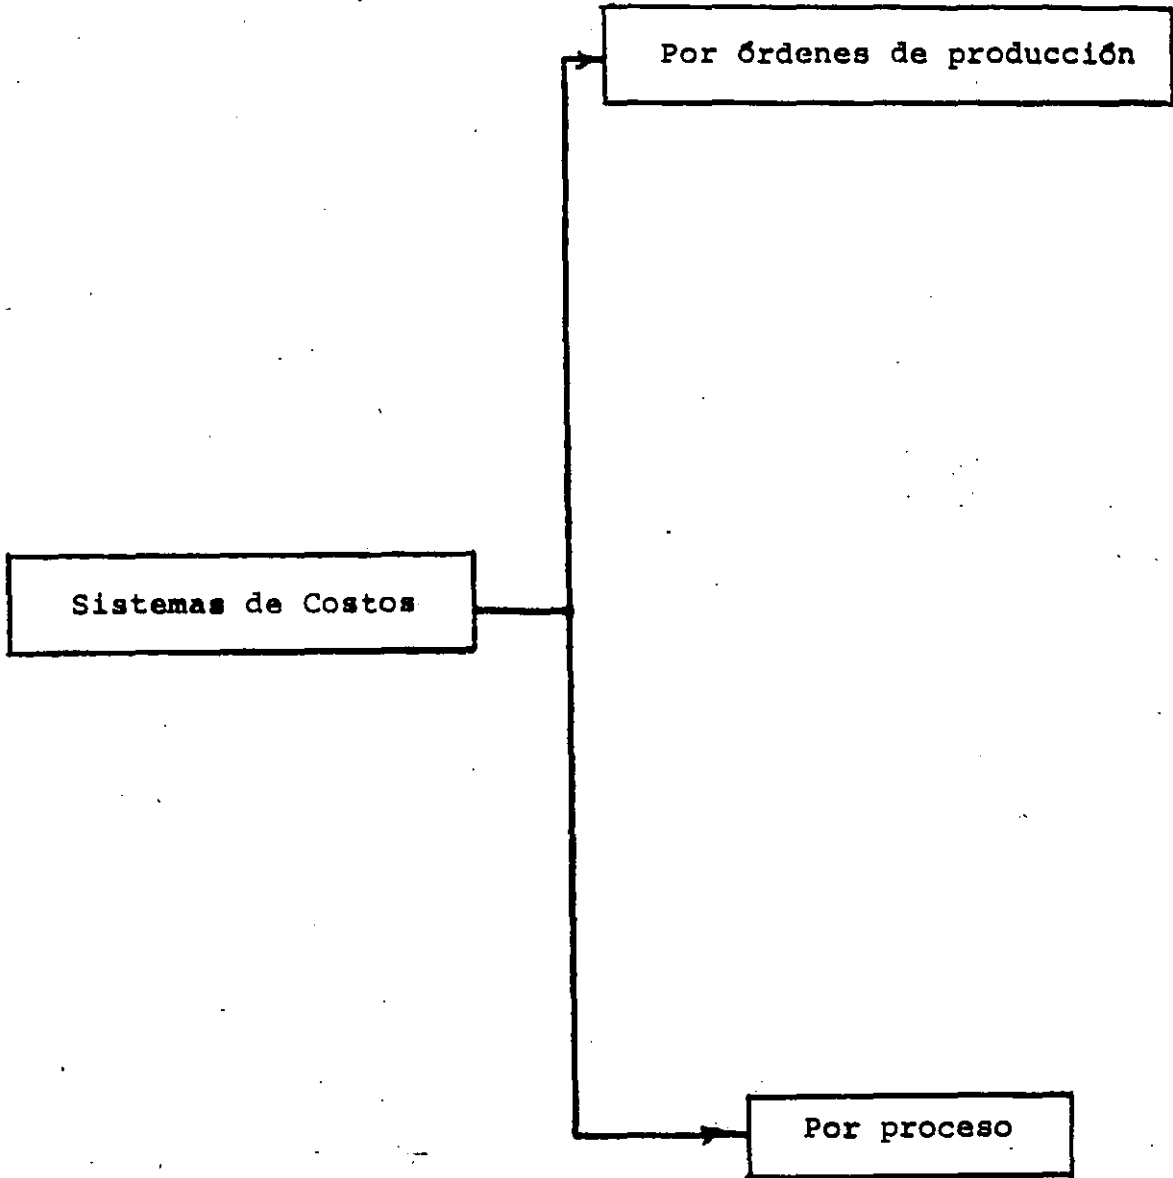 Por órdenes de producción
Sistemas de Costos
Por proceso